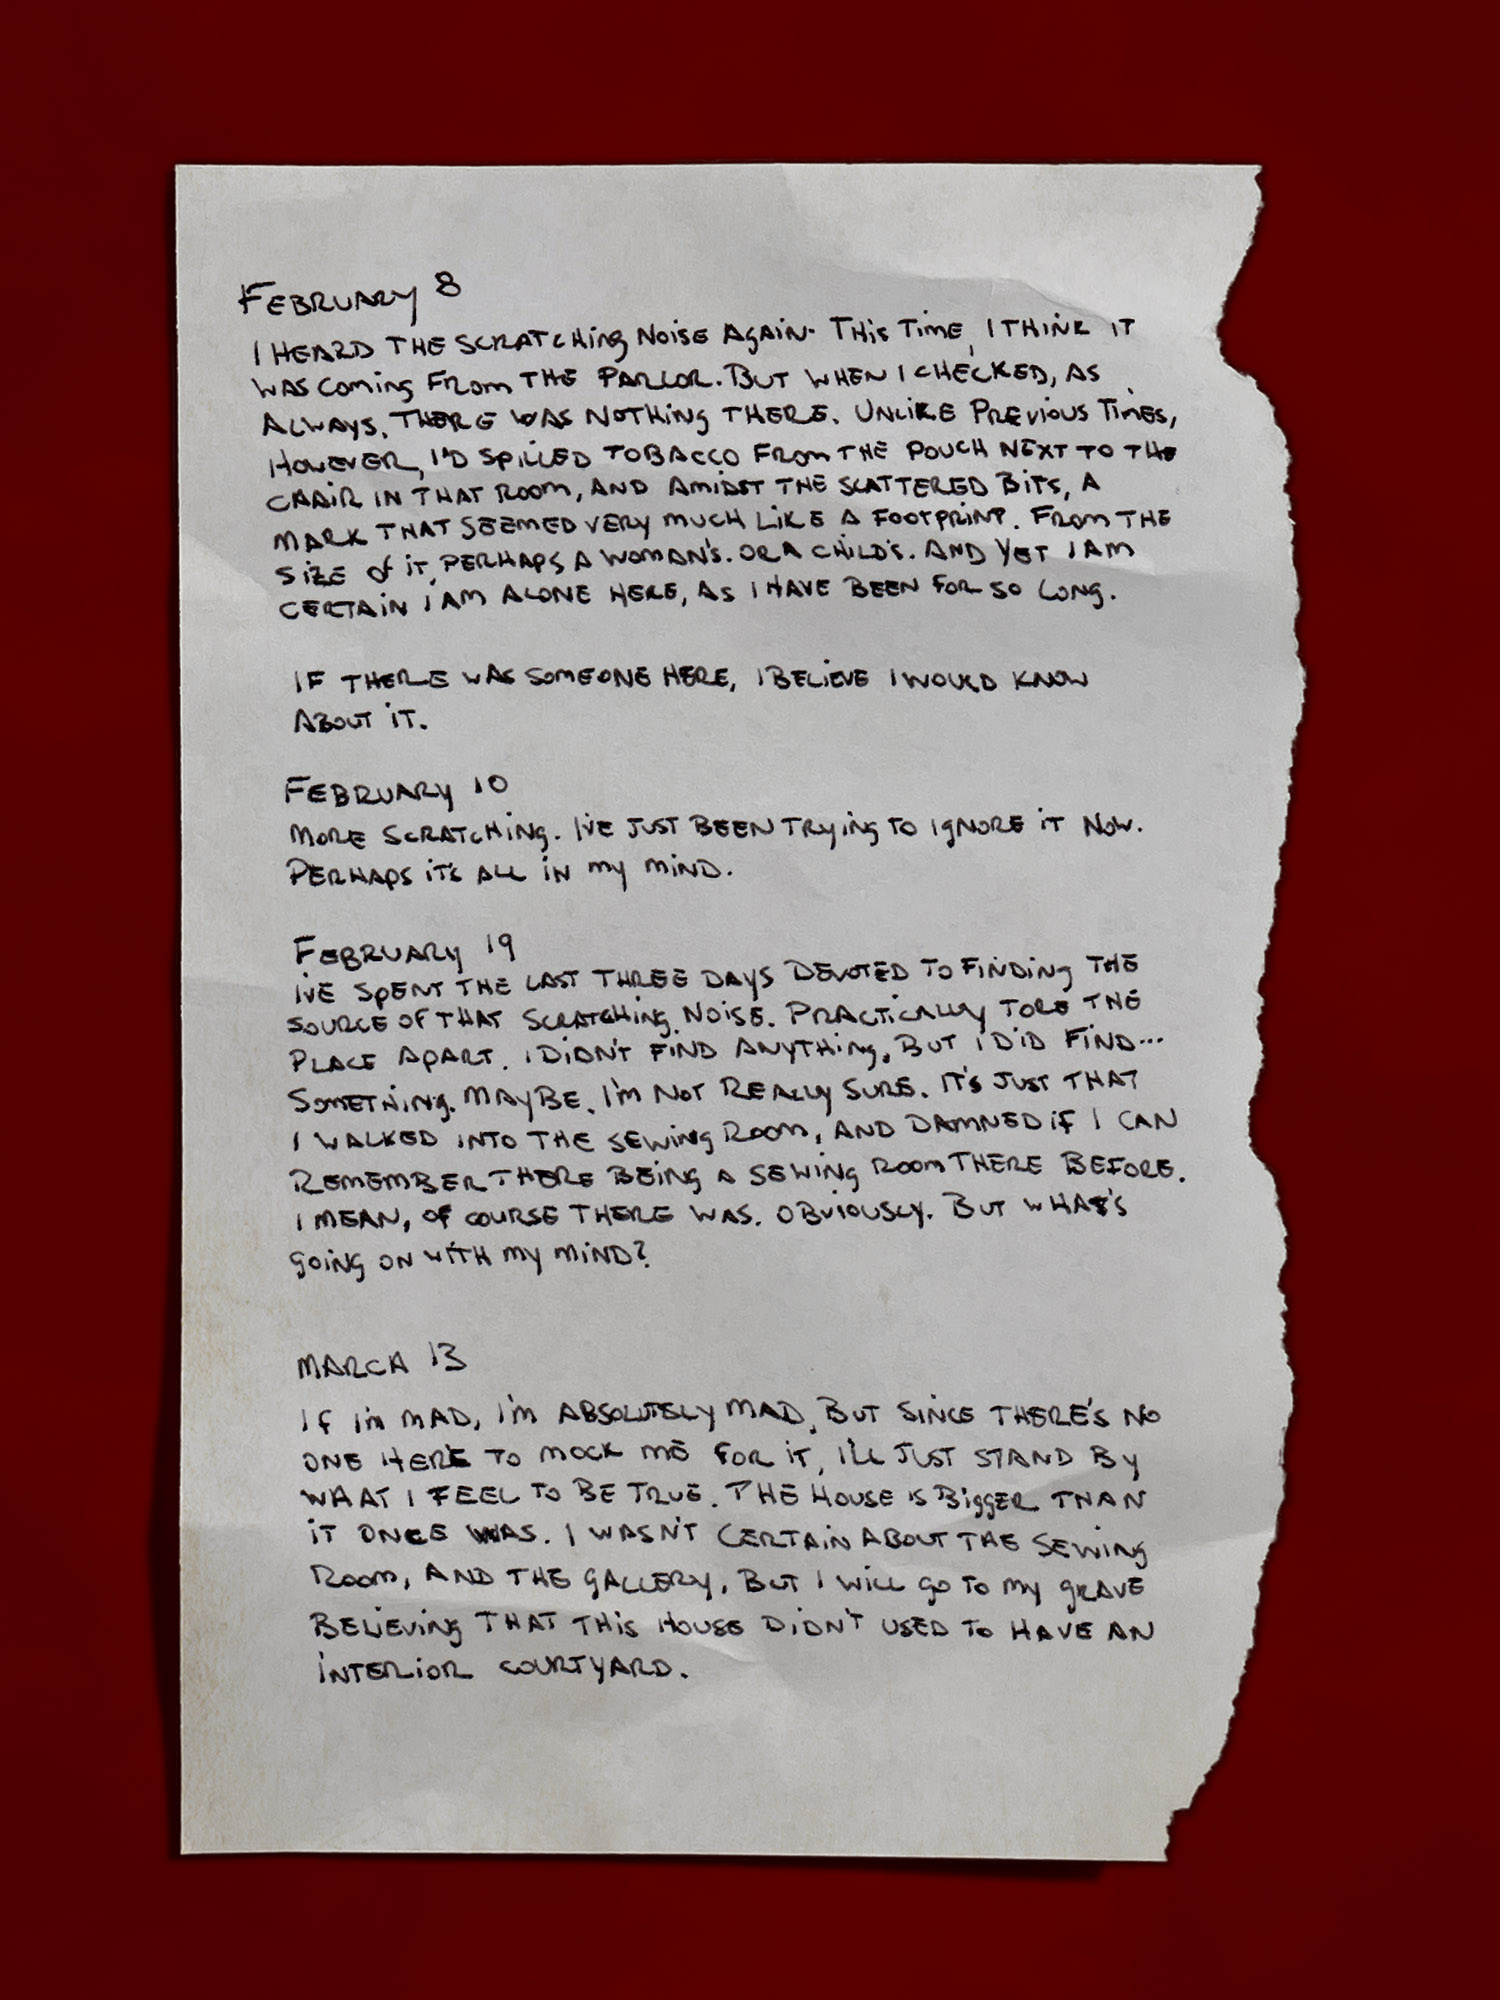 February 8
I heard the scratching noise again. This time, I think it
was coming from the parlor. But when I checked, as
always, there was nothing there. Unlike previous times,
however, I'd spilled tobacco from the pouch next to the
chair in that room, and amidst the scattered bits, a
mark that seemed very much like a footprint. From the
size of it, perhaps a woman's. Or a child's. And yet I am
certain I am alone here, as I have been for so long.
If there was someone here, I believe I would know
about it.
February 10
More scratching. I've just been trying to ignore it now.
Perhaps it's all in my mind.
February 19
I've spent the last three days devoted to finding the
source of that scratching noise. Practically tore the
place apart. I didn't find anything, but I did find...
something. Maybe. I'm not really sure. It's just that
I walked into the sewing room, and damned if I can
remember there being a sewing room there before.
I mean, of course there was. Obviously. But what's
going on with my mind?
March 13
If I'm mad, I'm absolutely mad, but since there's no
one here to mock me for it, I'll just stand by
what I feel to be true. The house is bigger than
it once was. I wasn't certain about the sewing
room, and the gallery, but I will go to my grave
believing that this house didn't used to have an
interior courtyard.